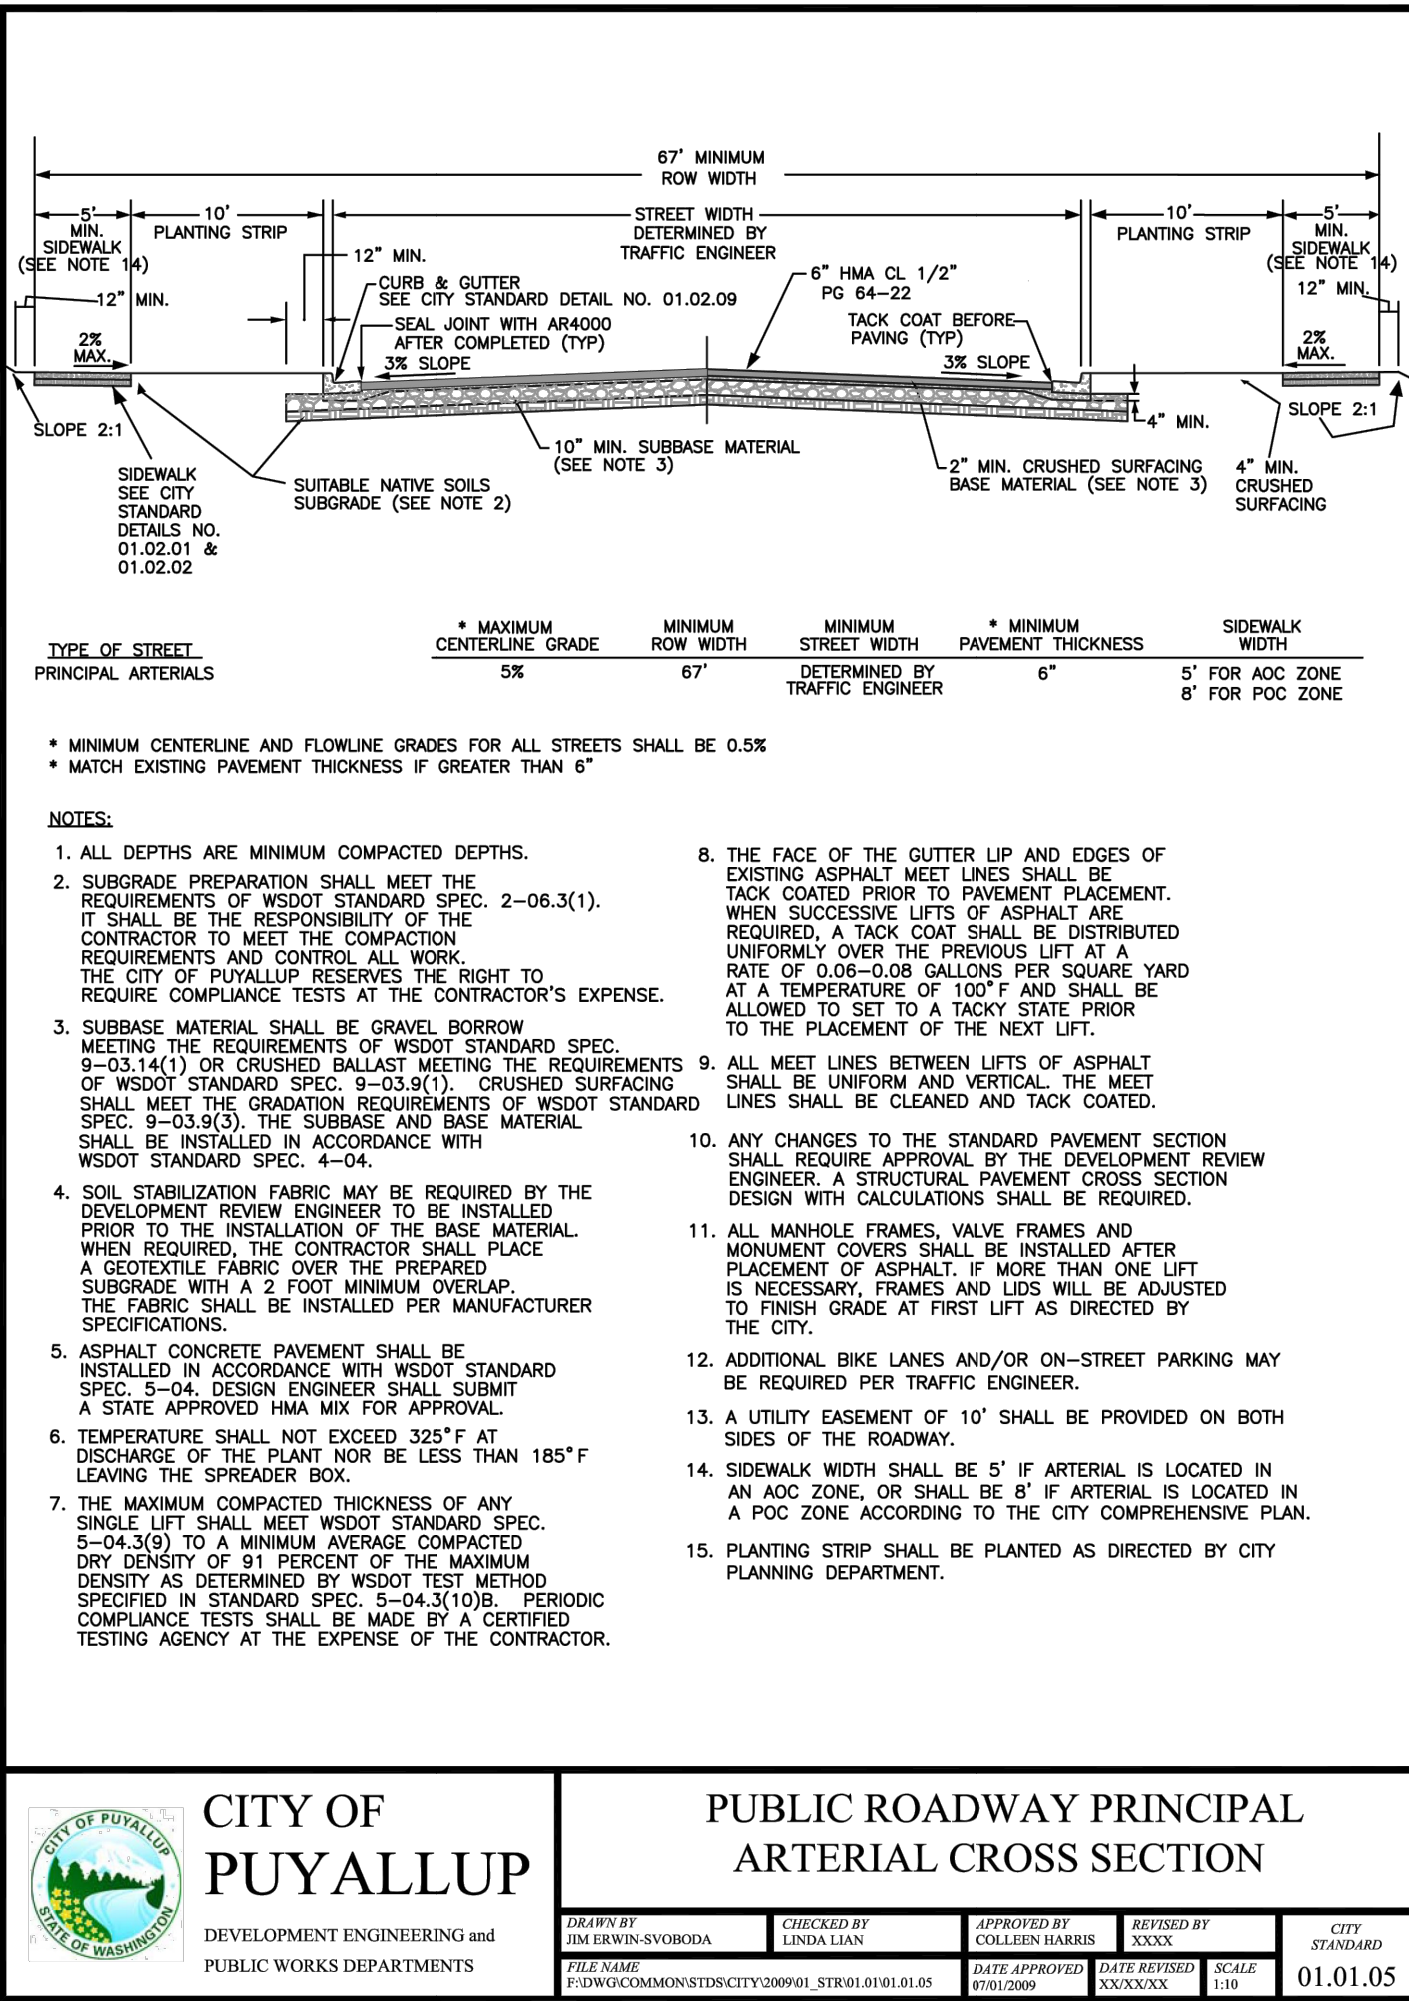 67' MINIMUM
ROW WIDTH
5'
MIN.
SIDEWALK
(SEE NOTE 14)
10'
PLANTING STRIP
STREET WIDTH
DETERMINED BY
TRAFFIC ENGINEER
10'
PLANTING STRIP
5'
MIN.
SIDEWALK
(SEE NOTE 14)
12" MIN.
12" MIN.
12" MIN.
CURB & GUTTER
SEE CITY STANDARD DETAIL NO. 01.02.09
SEAL JOINT WITH AR4000
AFTER COMPLETED (TYP)
6" HMA CL 1/2"
PG 64-22
TACK COAT BEFORE
PAVING (TYP)
2%
MAX.
3% SLOPE
3% SLOPE
2%
MAX.
SLOPE 2:1
SLOPE 2:1
4" MIN.
10" MIN. SUBBASE MATERIAL
(SEE NOTE 3)
2" MIN. CRUSHED SURFACING
BASE MATERIAL (SEE NOTE 3)
4" MIN.
CRUSHED
SURFACING
SIDEWALK
SEE CITY
STANDARD
DETAILS NO.
01.02.01 &
01.02.02
SUITABLE NATIVE SOILS
SUBGRADE (SEE NOTE 2)
TYPE OF STREET
* MAXIMUM
CENTERLINE GRADE
MINIMUM
ROW WIDTH
MINIMUM
STREET WIDTH
* MINIMUM
PAVEMENT THICKNESS
SIDEWALK
WIDTH
PRINCIPAL ARTERIALS
5%
67'
DETERMINED BY
TRAFFIC ENGINEER
6"
5' FOR AOC ZONE
8' FOR POC ZONE
* MINIMUM CENTERLINE AND FLOWLINE GRADES FOR ALL STREETS SHALL BE 0.5%
* MATCH EXISTING PAVEMENT THICKNESS IF GREATER THAN 6"
NOTES:
1. ALL DEPTHS ARE MINIMUM COMPACTED DEPTHS.
2. SUBGRADE PREPARATION SHALL MEET THE
REQUIREMENTS OF WSDOT STANDARD SPEC. 2-06.3(1).
IT SHALL BE THE RESPONSIBILITY OF THE
CONTRACTOR TO MEET THE COMPACTION
REQUIREMENTS AND CONTROL ALL WORK.
THE CITY OF PUYALLUP RESERVES THE RIGHT TO
REQUIRE COMPLIANCE TESTS AT THE CONTRACTOR'S EXPENSE.
3. SUBBASE MATERIAL SHALL BE GRAVEL BORROW
MEETING THE REQUIREMENTS OF WSDOT STANDARD SPEC.
9-03.14(1) OR CRUSHED BALLAST MEETING THE REQUIREMENTS
OF WSDOT STANDARD SPEC. 9-03.9(1). CRUSHED SURFACING
SHALL MEET THE GRADATION REQUIREMENTS OF WSDOT STANDARD
SPEC. 9-03.9(3). THE SUBBASE AND BASE MATERIAL
SHALL BE INSTALLED IN ACCORDANCE WITH
WSDOT STANDARD SPEC. 4-04.
4. SOIL STABILIZATION FABRIC MAY BE REQUIRED BY THE
DEVELOPMENT REVIEW ENGINEER TO BE INSTALLED
PRIOR TO THE INSTALLATION OF THE BASE MATERIAL.
WHEN REQUIRED, THE CONTRACTOR SHALL PLACE
A GEOTEXTILE FABRIC OVER THE PREPARED
SUBGRADE WITH A 2 FOOT MINIMUM OVERLAP.
THE FABRIC SHALL BE INSTALLED PER MANUFACTURER
SPECIFICATIONS.
5. ASPHALT CONCRETE PAVEMENT SHALL BE
INSTALLED IN ACCORDANCE WITH WSDOT STANDARD
SPEC. 5-04. DESIGN ENGINEER SHALL SUBMIT
A STATE APPROVED HMA MIX FOR APPROVAL.
6. TEMPERATURE SHALL NOT EXCEED 325°F AT
DISCHARGE OF THE PLANT NOR BE LESS THAN 185°F
LEAVING THE SPREADER BOX.
7. THE MAXIMUM COMPACTED THICKNESS OF ANY
SINGLE LIFT SHALL MEET WSDOT STANDARD SPEC.
5-04.3(9) TO A MINIMUM AVERAGE COMPACTED
DRY DENSITY OF 91 PERCENT OF THE MAXIMUM
DENSITY AS DETERMINED BY WSDOT TEST METHOD
SPECIFIED IN STANDARD SPEC. 5-04.3(10)B. PERIODIC
COMPLIANCE TESTS SHALL BE MADE BY A CERTIFIED
TESTING AGENCY AT THE EXPENSE OF THE CONTRACTOR.
8. THE FACE OF THE GUTTER LIP AND EDGES OF
EXISTING ASPHALT MEET LINES SHALL BE
TACK COATED PRIOR TO PAVEMENT PLACEMENT.
WHEN SUCCESSIVE LIFTS OF ASPHALT ARE
REQUIRED, A TACK COAT SHALL BE DISTRIBUTED
UNIFORMLY OVER THE PREVIOUS LIFT AT A
RATE OF 0.06-0.08 GALLONS PER SQUARE YARD
AT A TEMPERATURE OF 100°F AND SHALL BE
ALLOWED TO SET TO A TACKY STATE PRIOR
TO THE PLACEMENT OF THE NEXT LIFT.
9. ALL MEET LINES BETWEEN LIFTS OF ASPHALT
SHALL BE UNIFORM AND VERTICAL. THE MEET
LINES SHALL BE CLEANED AND TACK COATED.
10. ANY CHANGES TO THE STANDARD PAVEMENT SECTION
SHALL REQUIRE APPROVAL BY THE DEVELOPMENT REVIEW
ENGINEER. A STRUCTURAL PAVEMENT CROSS SECTION
DESIGN WITH CALCULATIONS SHALL BE REQUIRED.
11. ALL MANHOLE FRAMES, VALVE FRAMES AND
MONUMENT COVERS SHALL BE INSTALLED AFTER
PLACEMENT OF ASPHALT. IF MORE THAN ONE LIFT
IS NECESSARY, FRAMES AND LIDS WILL BE ADJUSTED
TO FINISH GRADE AT FIRST LIFT AS DIRECTED BY
THE CITY.
12. ADDITIONAL BIKE LANES AND/OR ON-STREET PARKING MAY
BE REQUIRED PER TRAFFIC ENGINEER.
13. A UTILITY EASEMENT OF 10' SHALL BE PROVIDED ON BOTH
SIDES OF THE ROADWAY.
14. SIDEWALK WIDTH SHALL BE 5' IF ARTERIAL IS LOCATED IN
AN AOC ZONE, OR SHALL BE 8' IF ARTERIAL IS LOCATED IN
A POC ZONE ACCORDING TO THE CITY COMPREHENSIVE PLAN.
15. PLANTING STRIP SHALL BE PLANTED AS DIRECTED BY CITY
PLANNING DEPARTMENT.
CITY OF PUYALLUP
STATE OF WASHINGTON
CITY OF
PUYALLUP
DEVELOPMENT ENGINEERING and
PUBLIC WORKS DEPARTMENTS
PUBLIC ROADWAY PRINCIPAL
ARTERIAL CROSS SECTION
DRAWN BY
JIM ERWIN-SVOBODA
CHECKED BY
LINDA LIAN
APPROVED BY
COLLEEN HARRIS
REVISED BY
XXXX
FILE NAME
F:\DWG\COMMON\STDS\CITY\2009\01_STR\01.01\01.01.05
DATE APPROVED
07/01/2009
DATE REVISED
XX/XX/XX
SCALE
1:10
CITY
STANDARD
01.01.05